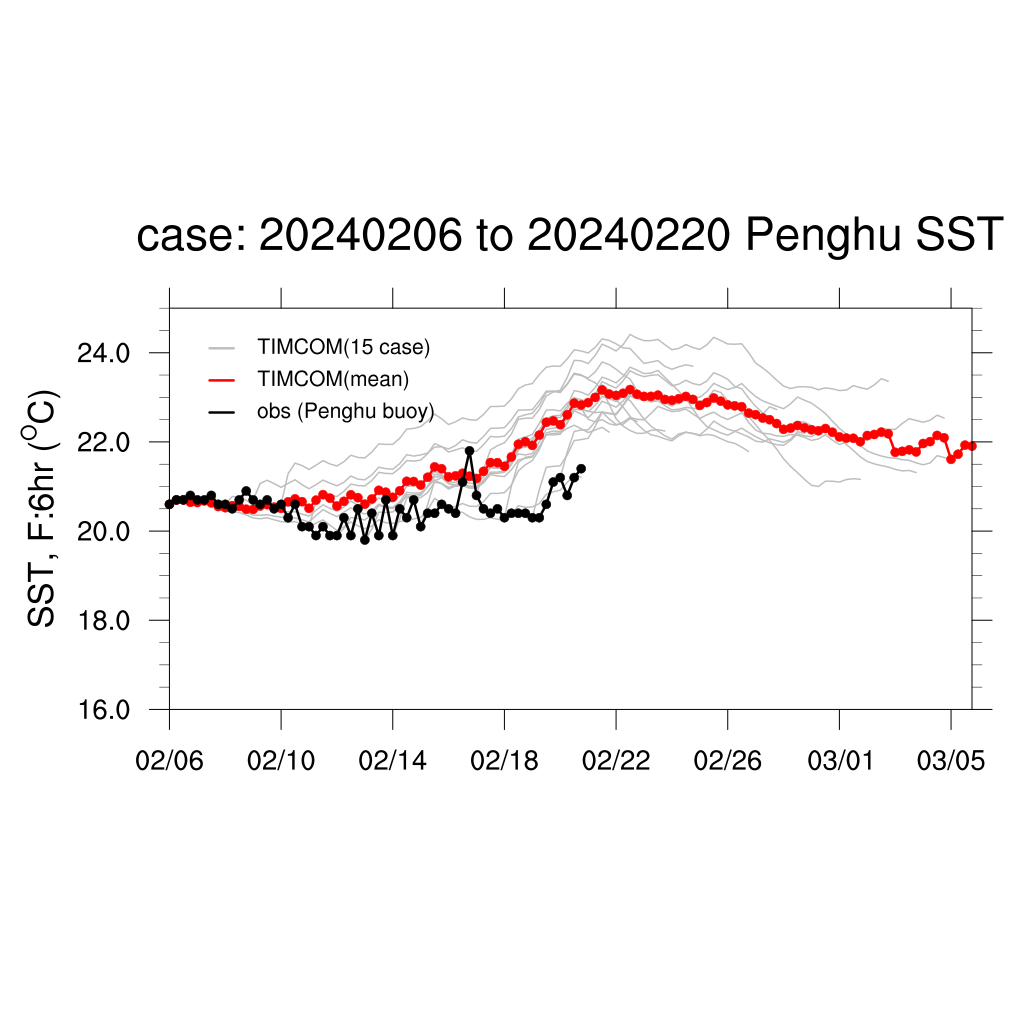 case: 20240206 to 20240220 Penghu SST
TIMCOM(15 case)
TIMCOM(mean)
obs (Penghu buoy)
SST, F:6hr (°C)
24.0
22.0
20.0
18.0
16.0
02/06 02/10 02/14 02/18 02/22 02/26 03/01 03/05